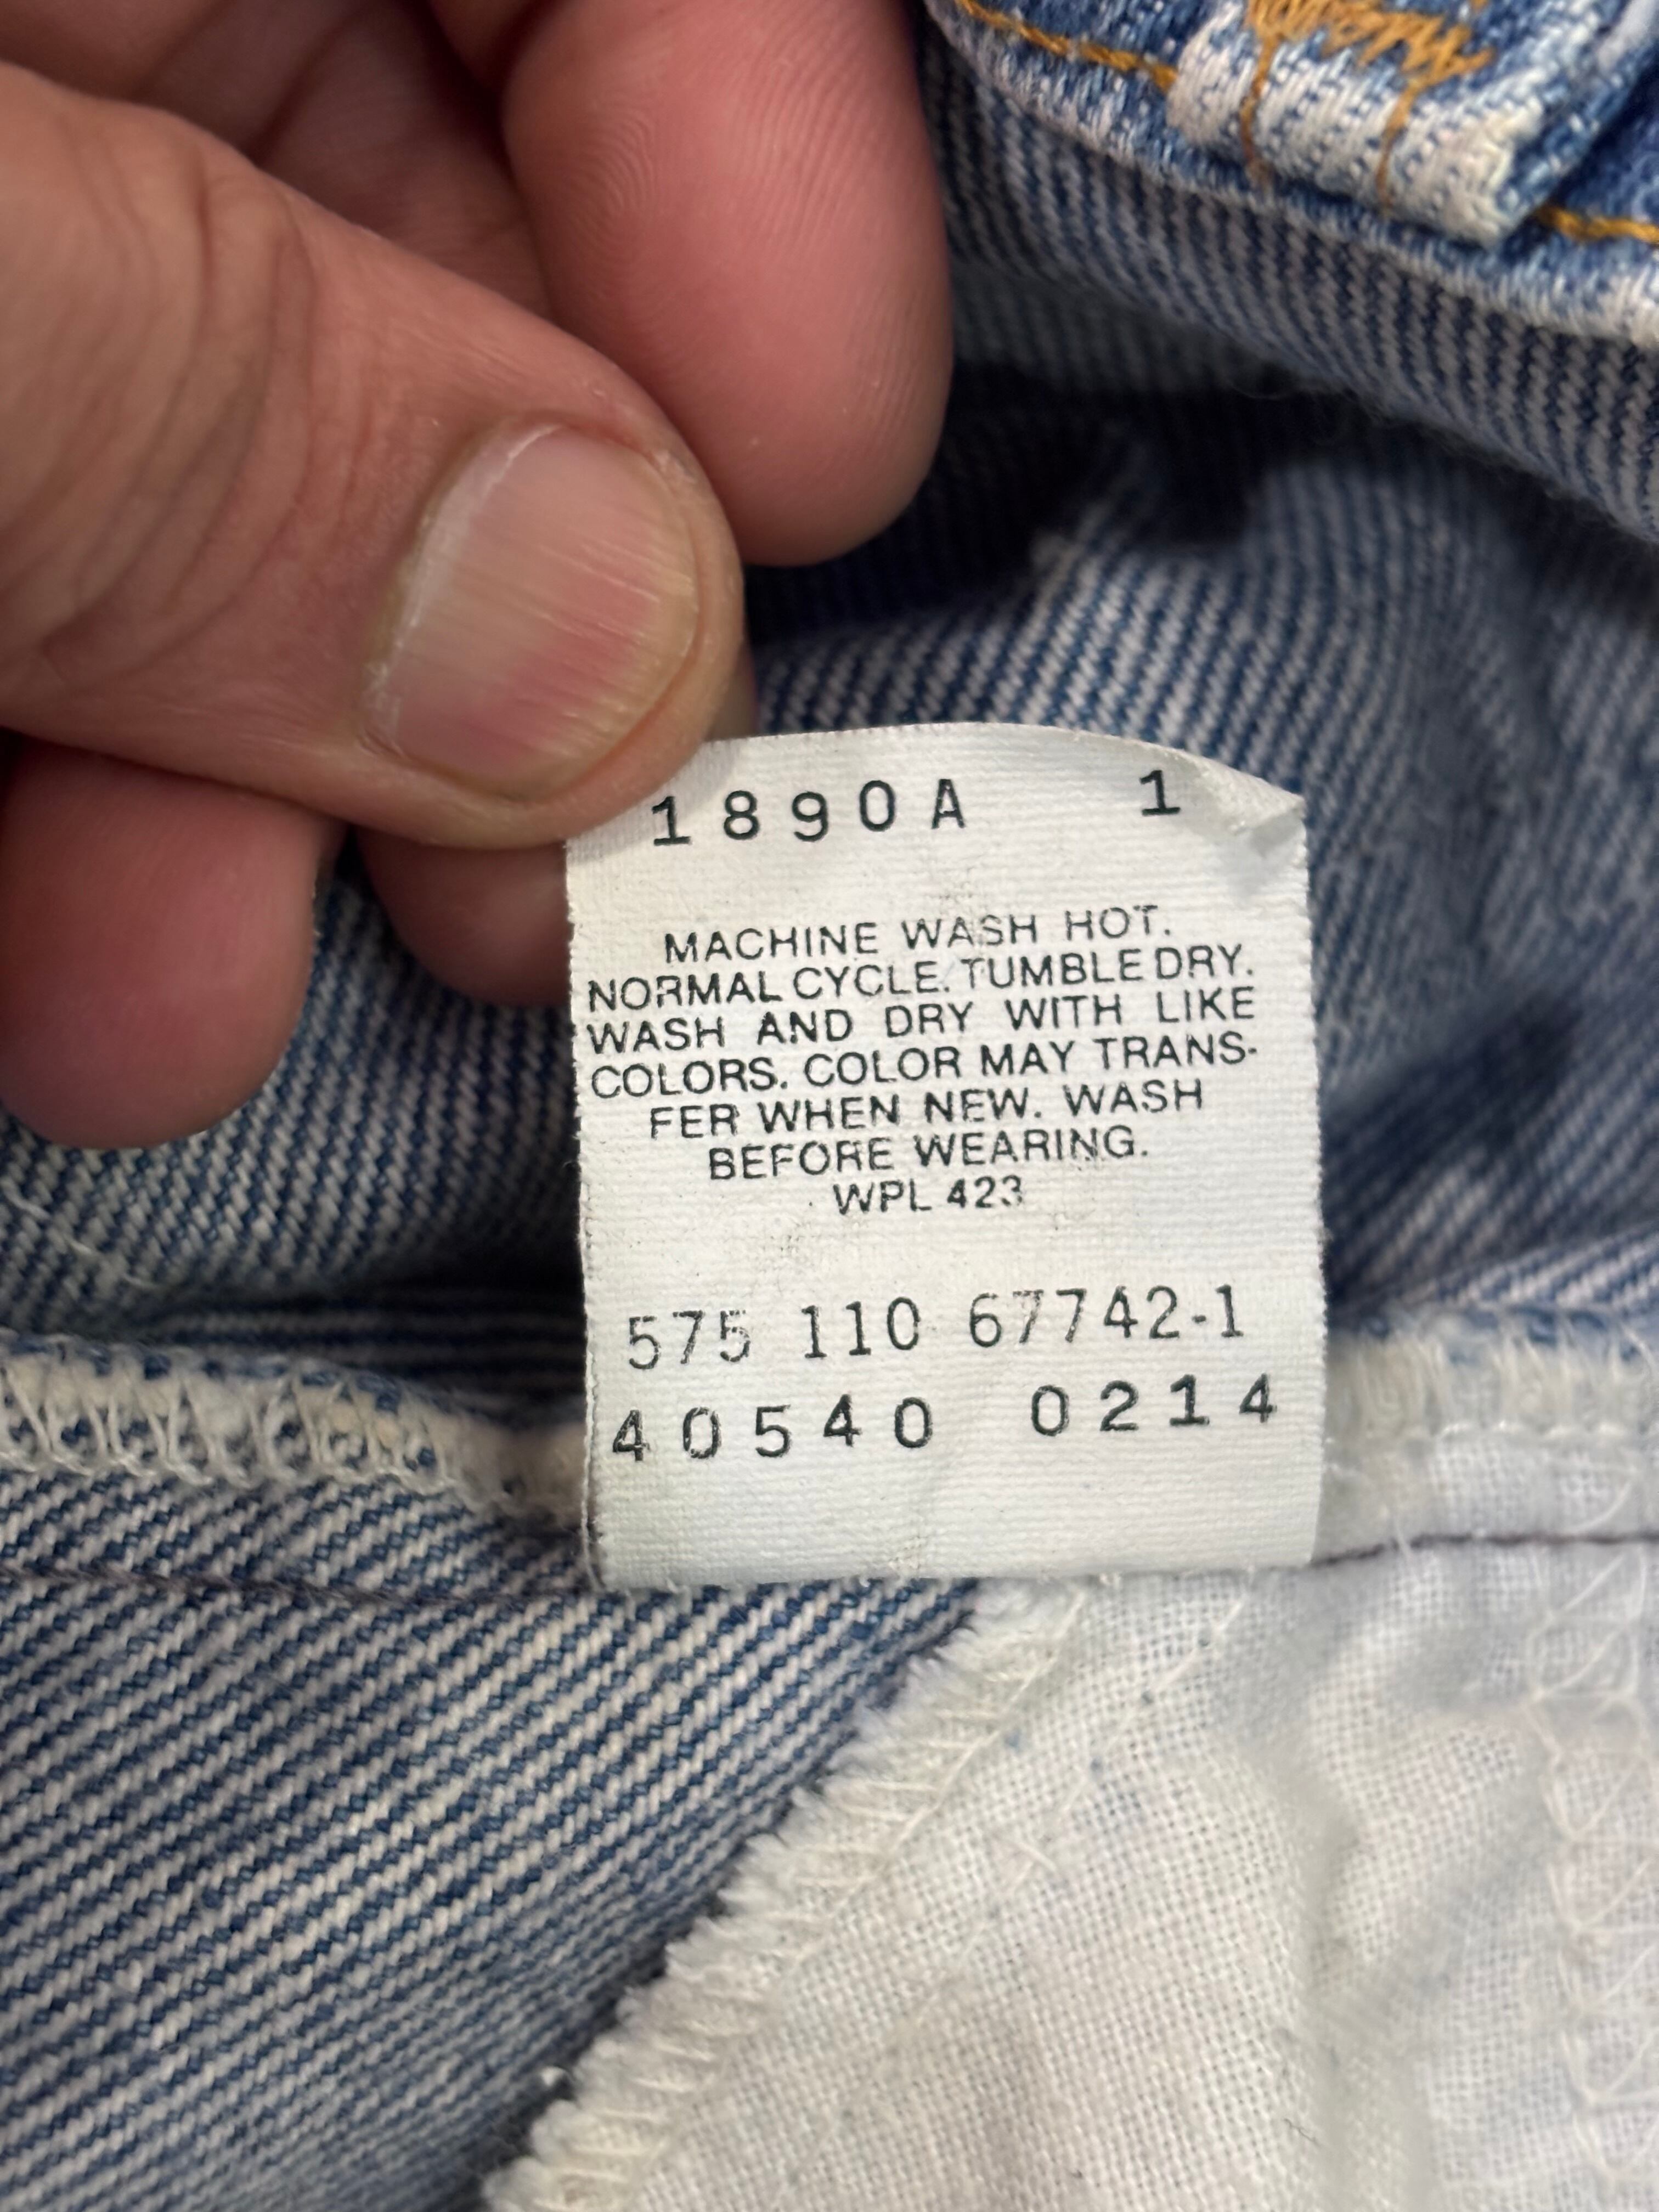 1890A 1
MACHINE WASH HOT.
NORMAL CYCLE. TUMBLE DRY.
WASH AND DRY WITH LIKE
COLORS. COLOR MAY TRANS-
FER WHEN NEW. WASH
BEFORE WEARING.
WPL 423
575 110 67742-1
40540 0214